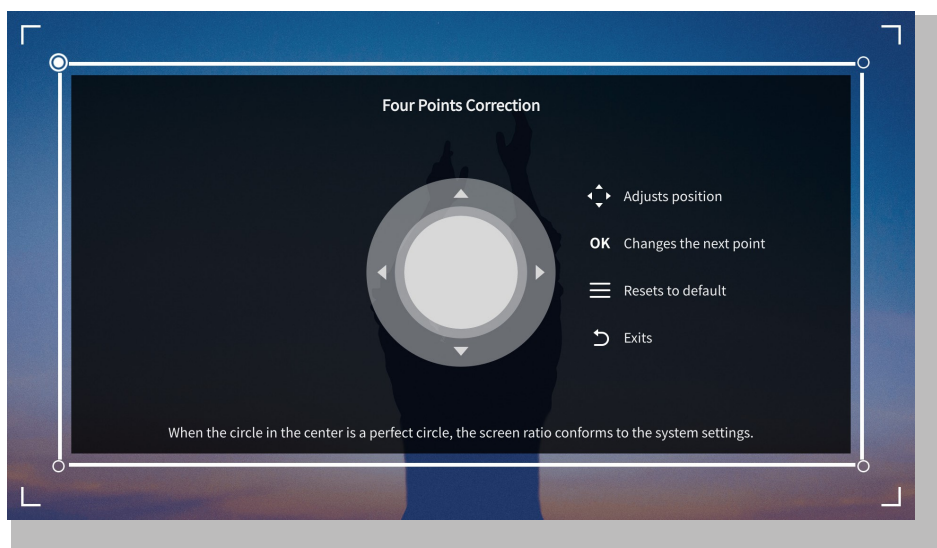 Four Points Correction
Adjusts position
OK Changes the next point
Resets to default
Exits
When the circle in the center is a perfect circle, the screen ratio conforms to the system settings.